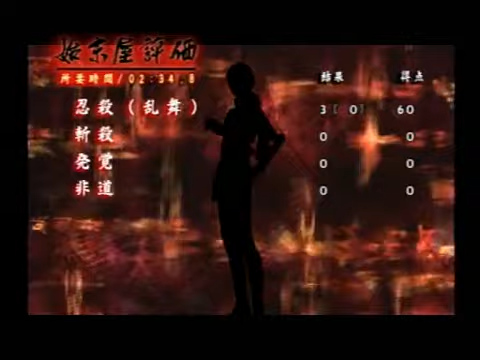 始末屋評価
所要時間/02:34.8
結果 得点
忍殺(乱舞) 3[ 0] 60
斬殺 0 0
発覚 0 0
非道 0 0